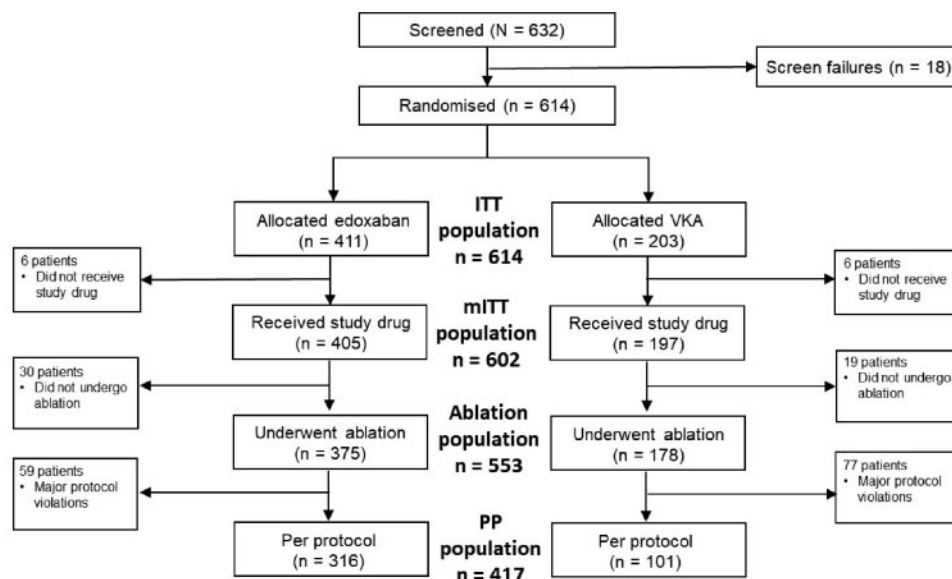 Screened (N = 632)
Screen failures (n = 18)
Randomised (n = 614)
Allocated edoxaban
(n = 411)
ITT
population
n = 614
Allocated VKA
(n = 203)
6 patients
• Did not receive
study drug
6 patients
• Did not receive
study drug
Received study drug
(n = 405)
mITT
population
n = 602
Received study drug
(n = 197)
30 patients
• Did not undergo
ablation
19 patients
• Did not undergo
ablation
Underwent ablation
(n = 375)
Ablation
population
n = 553
Underwent ablation
(n = 178)
59 patients
• Major protocol
violations
77 patients
• Major protocol
violations
Per protocol
(n = 316)
PP
population
n = 417
Per protocol
(n = 101)